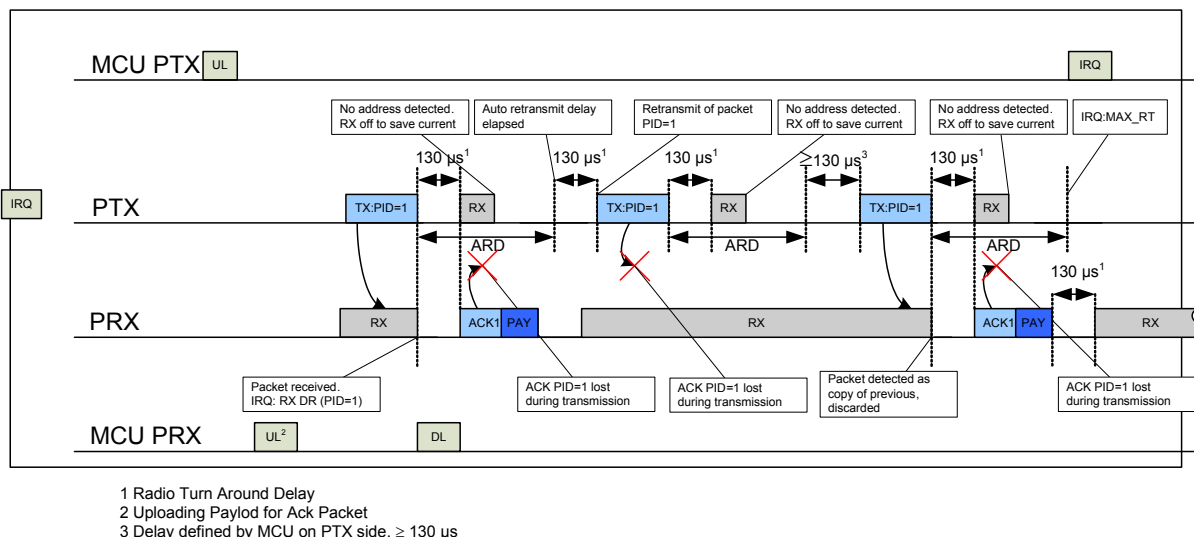 MCU PTX
UL
IRQ
No address detected.
RX off to save current
Auto retransmit delay
elapsed
Retransmit of packet
PID=1
No address detected.
RX off to save current
No address detected.
RX off to save current
IRQ:MAX_RT
130 µs1
130 µs1
130 µs1
≥130 µs3
130 µs1
IRQ
PTX
TX:PID=1
RX
TX:PID=1
RX
TX:PID=1
RX
ARD
ARD
ARD
130 µs1
PRX
RX
ACK1
PAY
RX
ACK1
PAY
RX
Packet received.
IRQ: RX DR (PID=1)
ACK PID=1 lost
during transmission
ACK PID=1 lost
during transmission
Packet detected as
copy of previous,
discarded
ACK PID=1 lost
during transmission
MCU PRX
UL2
DL
1 Radio Turn Around Delay
2 Uploading Paylod for Ack Packet
3 Delay defined by MCU on PTX side, ≥ 130 µs